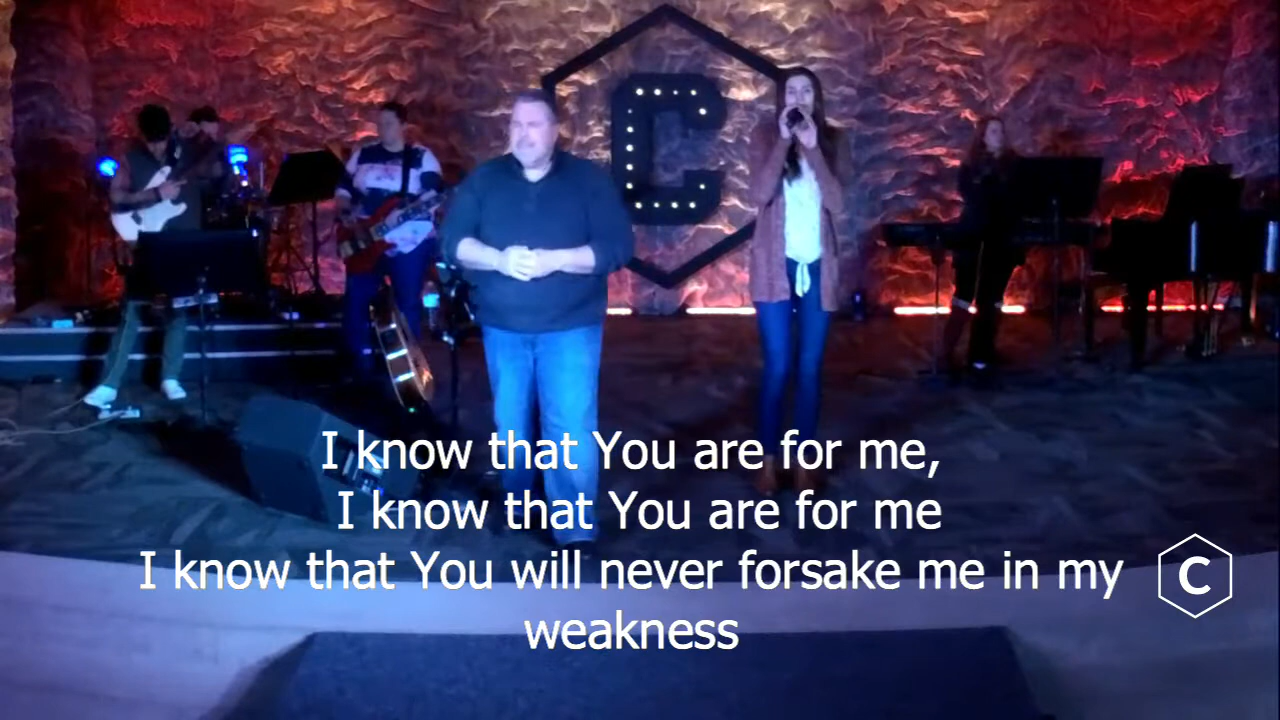 C
I know that You are for me,
I know that You are for me
I know that You will never forsake me in my
weakness
C